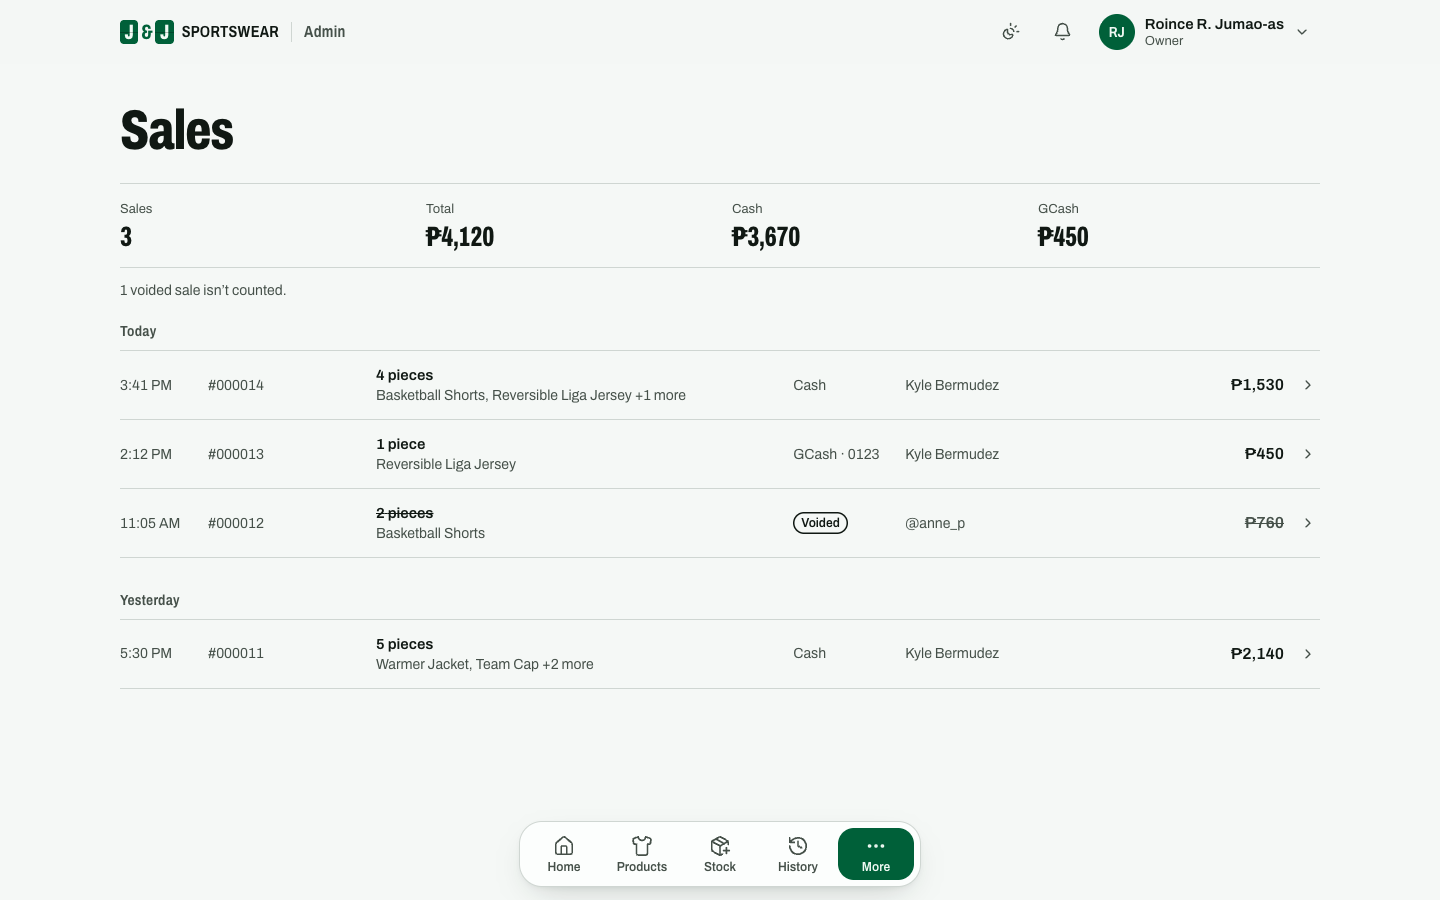 J & J SPORTSWEAR Admin
RJ Roince R. Jumao-as
Owner
Sales
Sales Total Cash GCash
3 ₱4,120 ₱3,670 ₱450
1 voided sale isn’t counted.
Today
3:41 PM #000014 4 pieces Cash Kyle Bermudez ₱1,530
Basketball Shorts, Reversible Liga Jersey +1 more
2:12 PM #000013 1 piece GCash · 0123 Kyle Bermudez ₱450
Reversible Liga Jersey
11:05 AM #000012 2 pieces Voided @anne_p ₱760
Basketball Shorts
Yesterday
5:30 PM #000011 5 pieces Cash Kyle Bermudez ₱2,140
Warmer Jacket, Team Cap +2 more
Home Products Stock History More